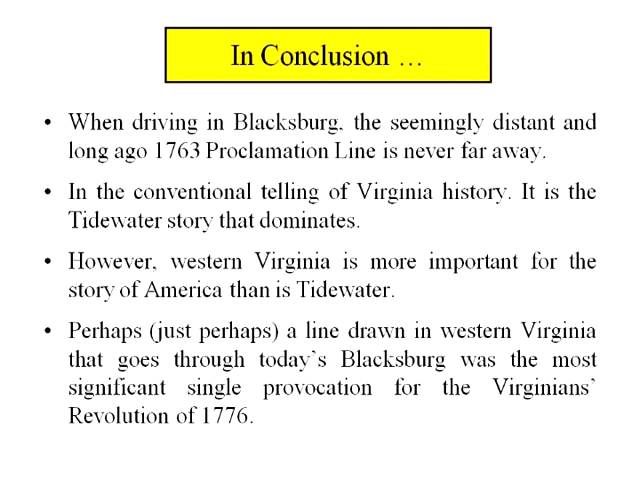 In Conclusion …
• When driving in Blacksburg, the seemingly distant and
long ago 1763 Proclamation Line is never far away.
• In the conventional telling of Virginia history. It is the
Tidewater story that dominates.
• However, western Virginia is more important for the
story of America than is Tidewater.
• Perhaps (just perhaps) a line drawn in western Virginia
that goes through today's Blacksburg was the most
significant single provocation for the Virginians'
Revolution of 1776.